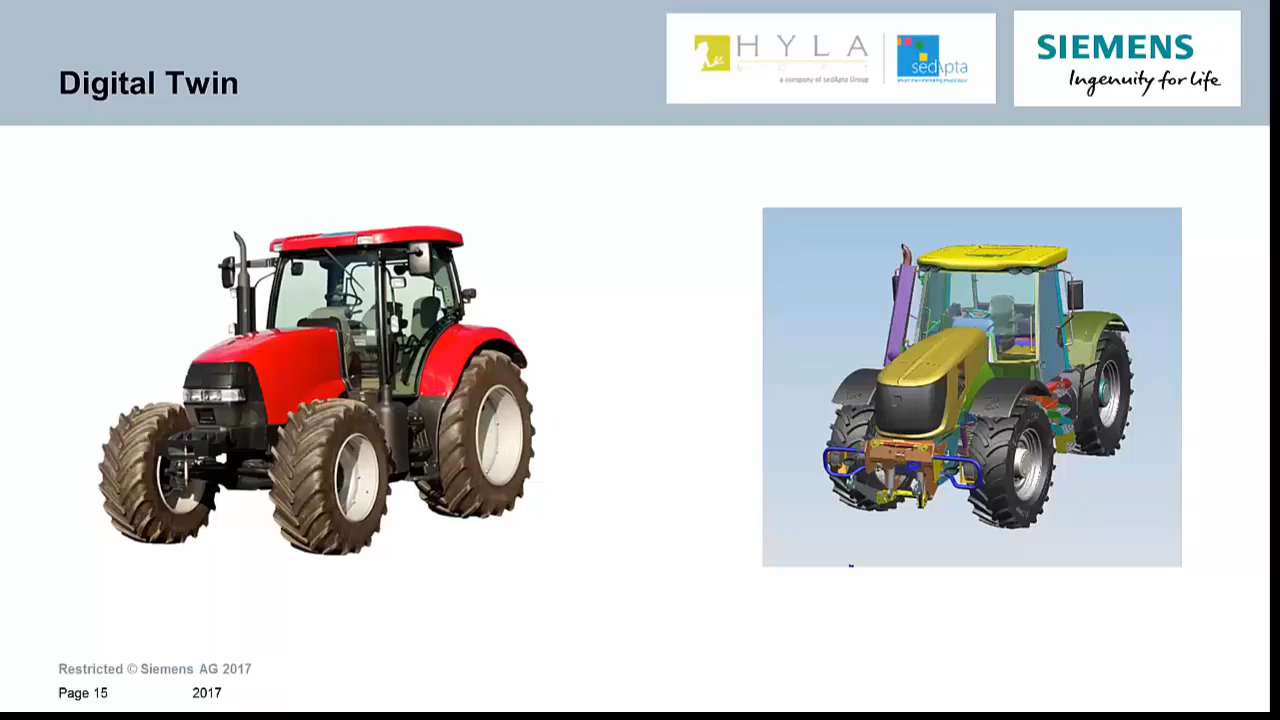 Digital Twin
HYLA
a company of sedApta Group
sedApta
SIEMENS
Ingenuity for life
Restricted © Siemens AG 2017
Page 15 2017